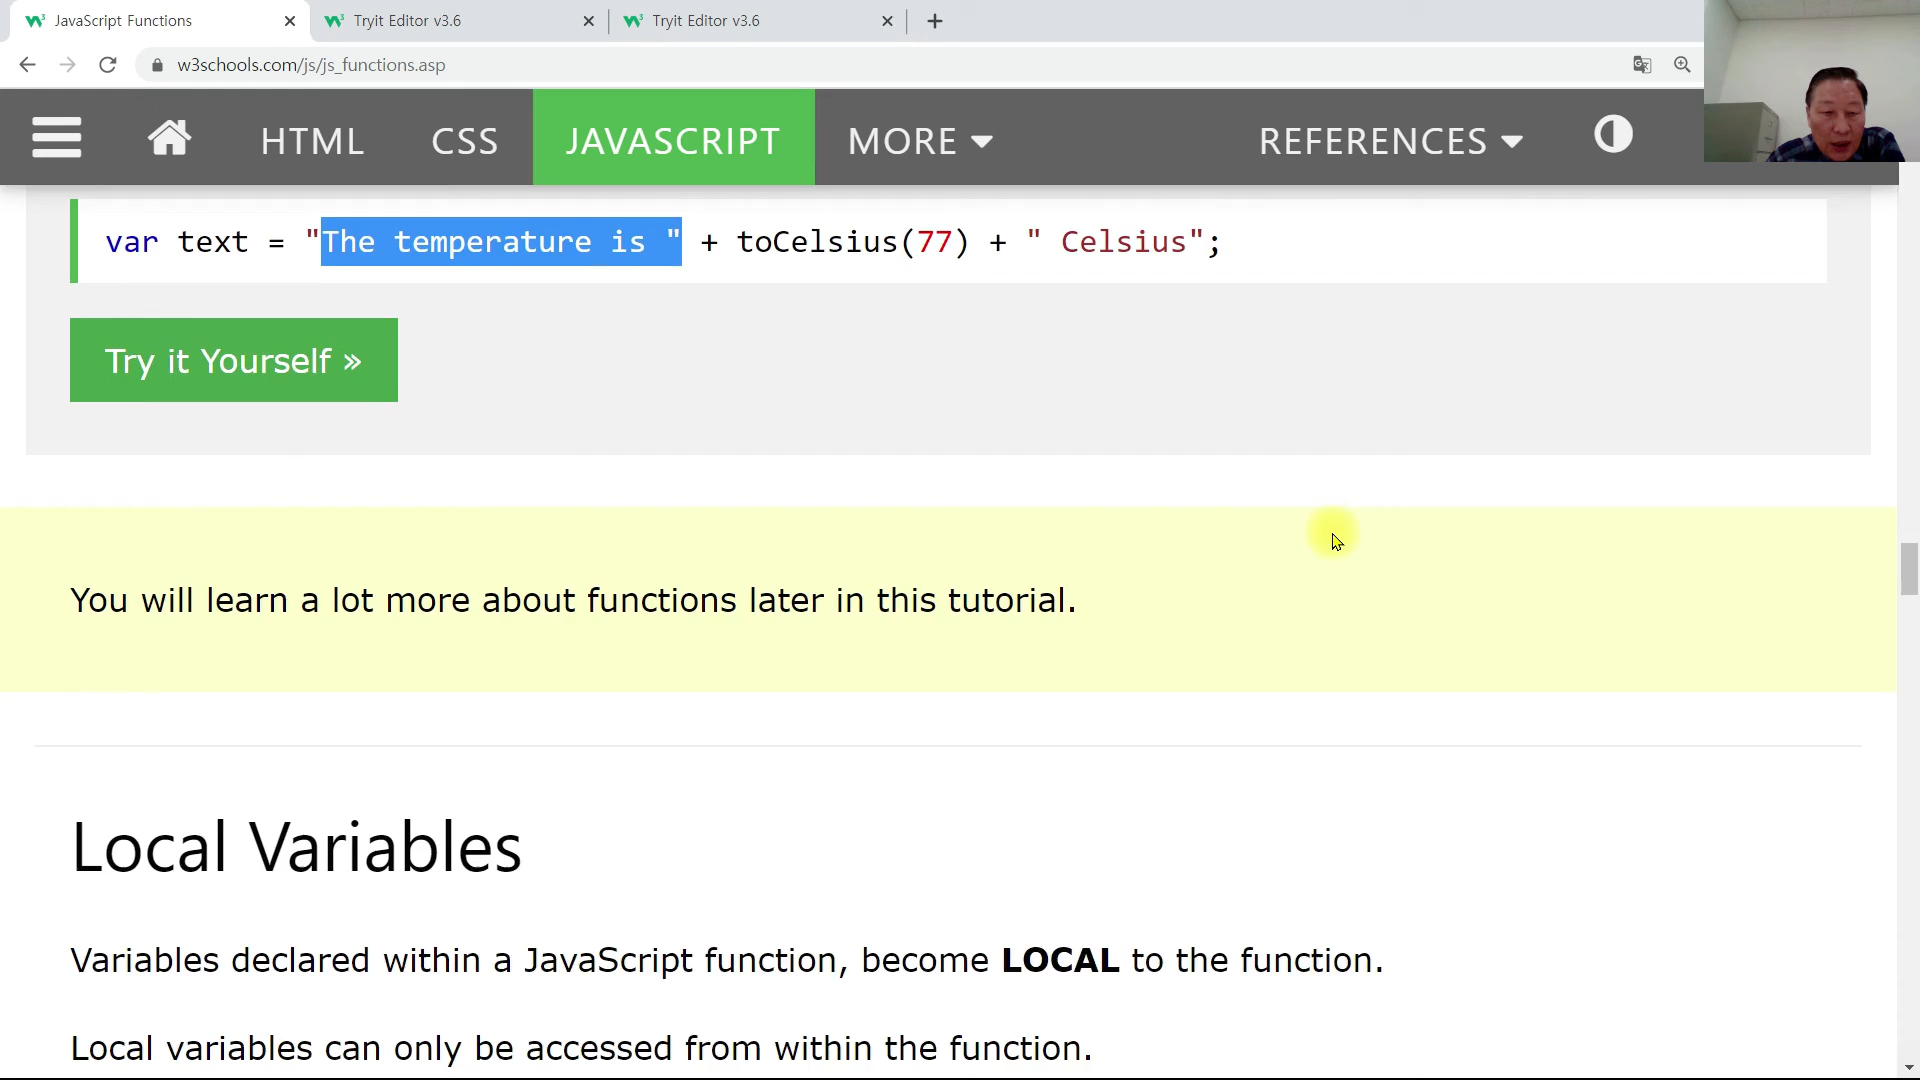 JavaScript Functions
Tryit Editor v3.6
Tryit Editor v3.6
w3schools.com/js/js_functions.asp
HTML
CSS
JAVASCRIPT
MORE
REFERENCES
var text = "The temperature is " + toCelsius(77) + " Celsius";
Try it Yourself »
You will learn a lot more about functions later in this tutorial.
Local Variables
Variables declared within a JavaScript function, become LOCAL to the function.
Local variables can only be accessed from within the function.